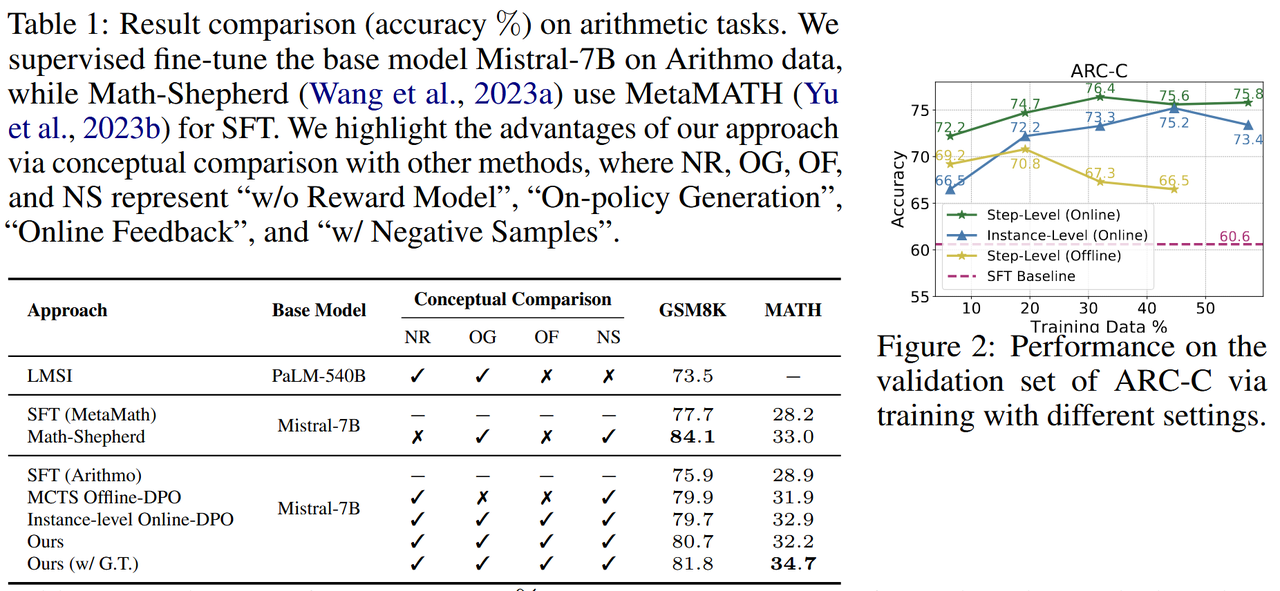 Table 1: Result comparison (accuracy %) on arithmetic tasks. We
supervised fine-tune the base model Mistral-7B on Arithmo data,
while Math-Shepherd (Wang et al., 2023a) use MetaMATH (Yu
et al., 2023b) for SFT. We highlight the advantages of our approach
via conceptual comparison with other methods, where NR, OG, OF,
and NS represent “w/o Reward Model”, “On-policy Generation”,
“Online Feedback”, and “w/ Negative Samples”.
Approach Base Model Conceptual Comparison GSM8K MATH
NR OG OF NS
LMSI PaLM-540B ✓ ✓ ✗ ✗ 73.5 –
SFT (MetaMath) Mistral-7B – – – – 77.7 28.2
Math-Shepherd ✗ ✓ ✗ ✓ 84.1 33.0
SFT (Arithmo) – – – – 75.9 28.9
MCTS Offline-DPO Mistral-7B ✓ ✗ ✗ ✓ 79.9 31.9
Instance-level Online-DPO ✓ ✓ ✓ ✓ 79.7 32.9
Ours ✓ ✓ ✓ ✓ 80.7 32.2
Ours (w/ G.T.) ✓ ✓ ✓ ✓ 81.8 34.7
ARC-C
Accuracy
75
70
65
60
55
72.2 74.7 76.4 75.6 75.8
66.5 72.2 73.3 75.2 73.4
69.2 70.8 67.3 66.5
60.6
Step-Level (Online)
Instance-Level (Online)
Step-Level (Offline)
SFT Baseline
10 20 30 40 50
Training Data %
Figure 2: Performance on the
validation set of ARC-C via
training with different settings.